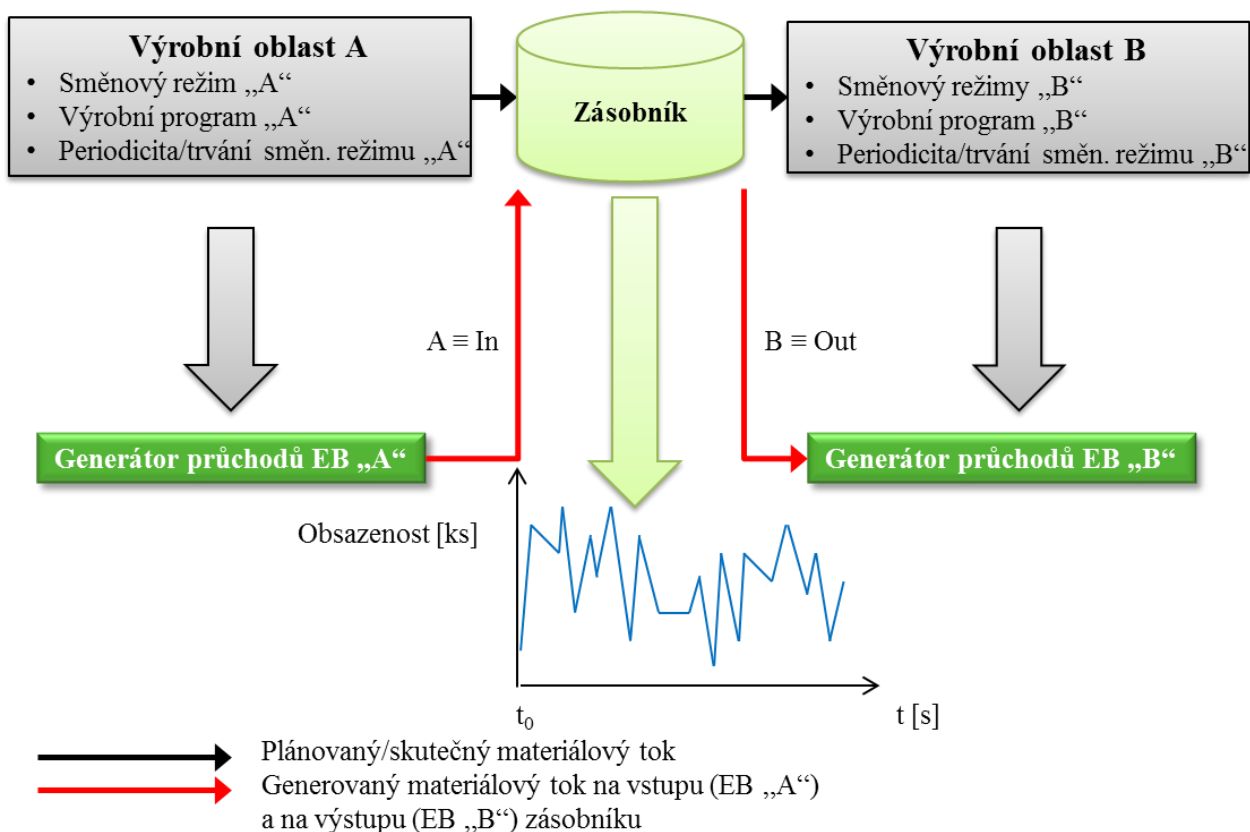 Výrobní oblast A
• Směnový režim „A“
• Výrobní program „A“
• Periodicita/trvání směn. režimu „A“
Zásobník
Výrobní oblast B
• Směnový režimy „B“
• Výrobní program „B“
• Periodicita/trvání směn. režimu „B“
A ≡ In
B ≡ Out
Generátor průchodů EB „A“
Generátor průchodů EB „B“
Obsazenost [ks]
t₀
t [s]
Plánovaný/skutečný materiálový tok
Generovaný materiálový tok na vstupu (EB „A“)
a na výstupu (EB „B“) zásobníku